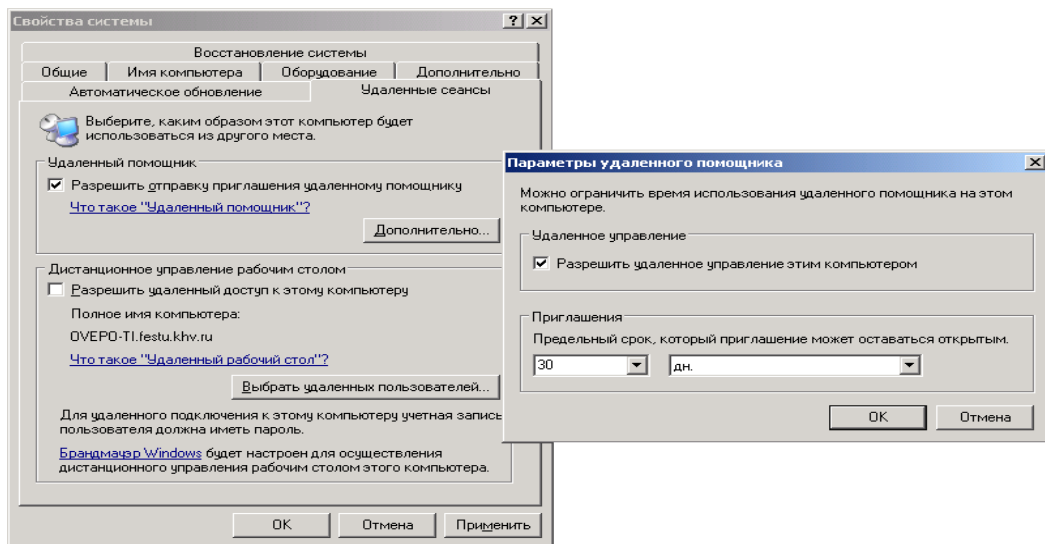 Свойства системы
Восстановление системы
Общие
Имя компьютера
Оборудование
Дополнительно
Автоматическое обновление
Удаленные сеансы
Выберите, каким образом этот компьютер будет
использоваться из другого места.
Удаленный помощник
Разрешить отправку приглашения удаленному помощнику
Что такое "Удаленный помощник"?
Дополнительно...
Дистанционное управление рабочим столом
Разрешить удаленный доступ к этому компьютеру
Полное имя компьютера:
OVEPO-TI.festu.khv.ru
Что такое "Удаленный рабочий стол"?
Выбрать удаленных пользователей...
Для удаленного подключения к этому компьютеру учетная запись
пользователя должна иметь пароль.
Брандмауэр Windows будет настроен для осуществления
дистанционного управления рабочим столом этого компьютера.
ОК
Отмена
Применить
Параметры удаленного помощника
Можно ограничить время использования удаленного помощника на этом
компьютере.
Удаленное управление
Разрешить удаленное управление этим компьютером
Приглашения
Предельный срок, который приглашение может оставаться открытым.
30
дн.
ОК
Отмена